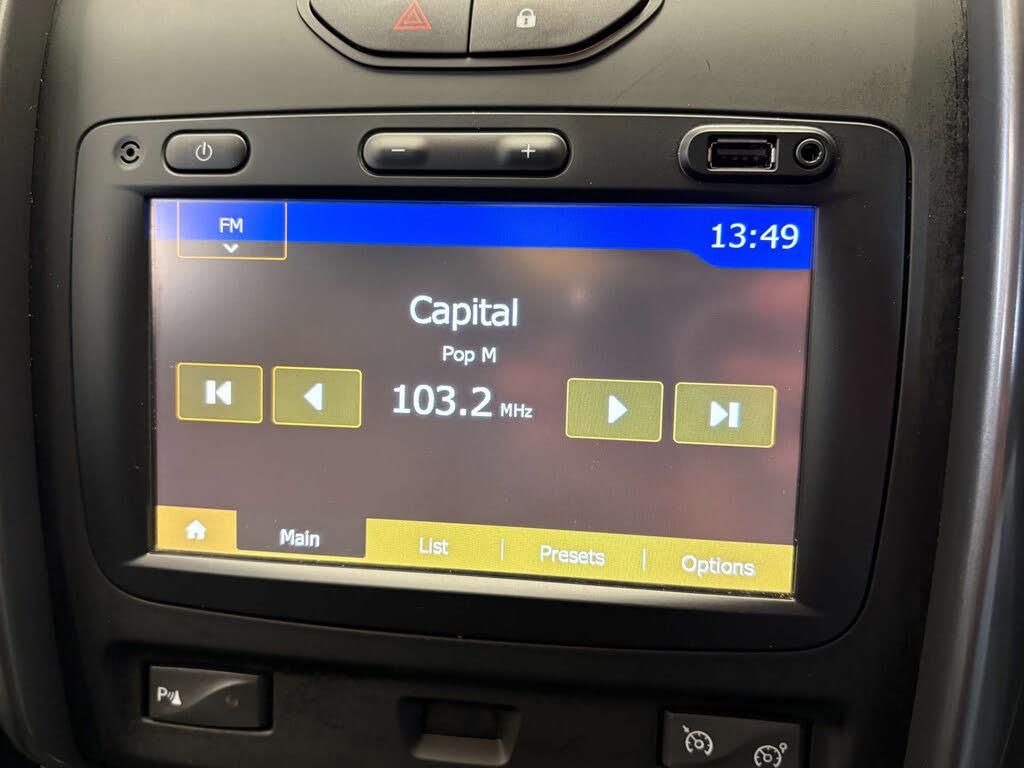 FM
13:49
Capital
Pop M
103.2 MHz
Main
List
Presets
Options
P